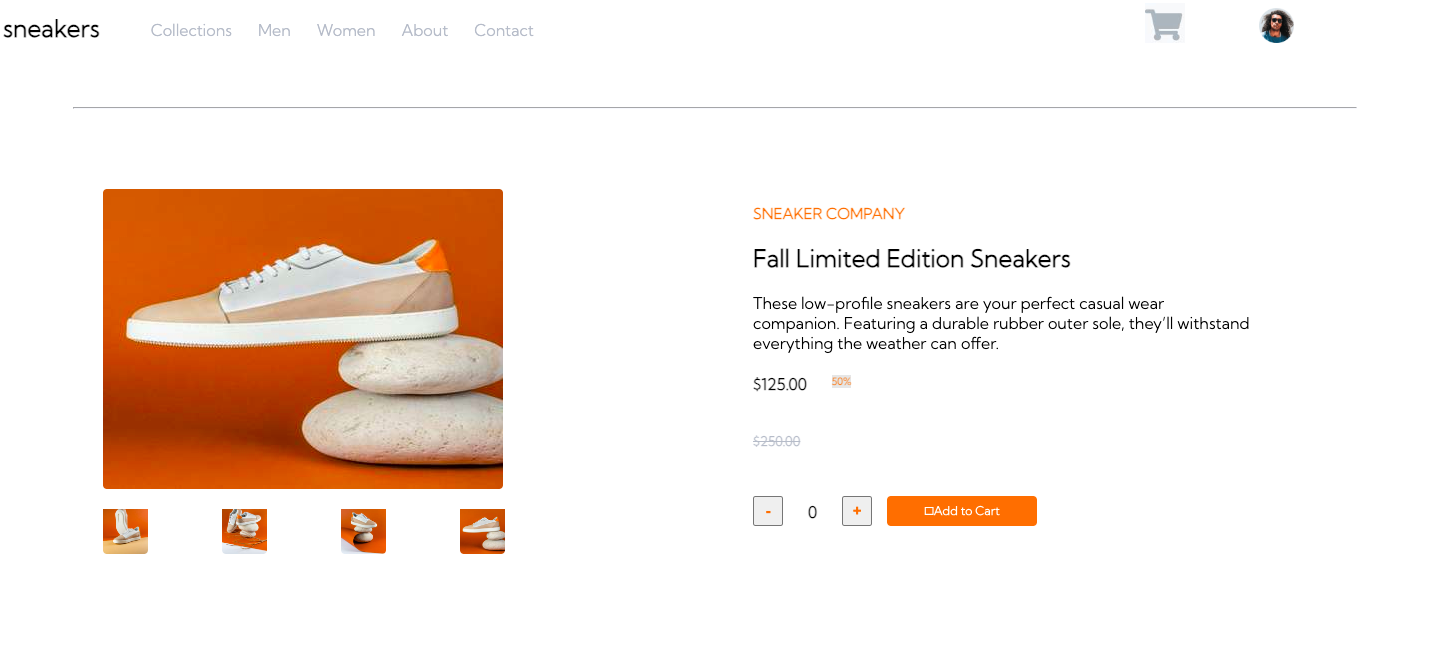 sneakers
Collections Men Women About Contact
SNEAKER COMPANY
Fall Limited Edition Sneakers
These low-profile sneakers are your perfect casual wear
companion. Featuring a durable rubber outer sole, they’ll withstand
everything the weather can offer.
$125.00 50%
$250.00
- 0 + Add to Cart